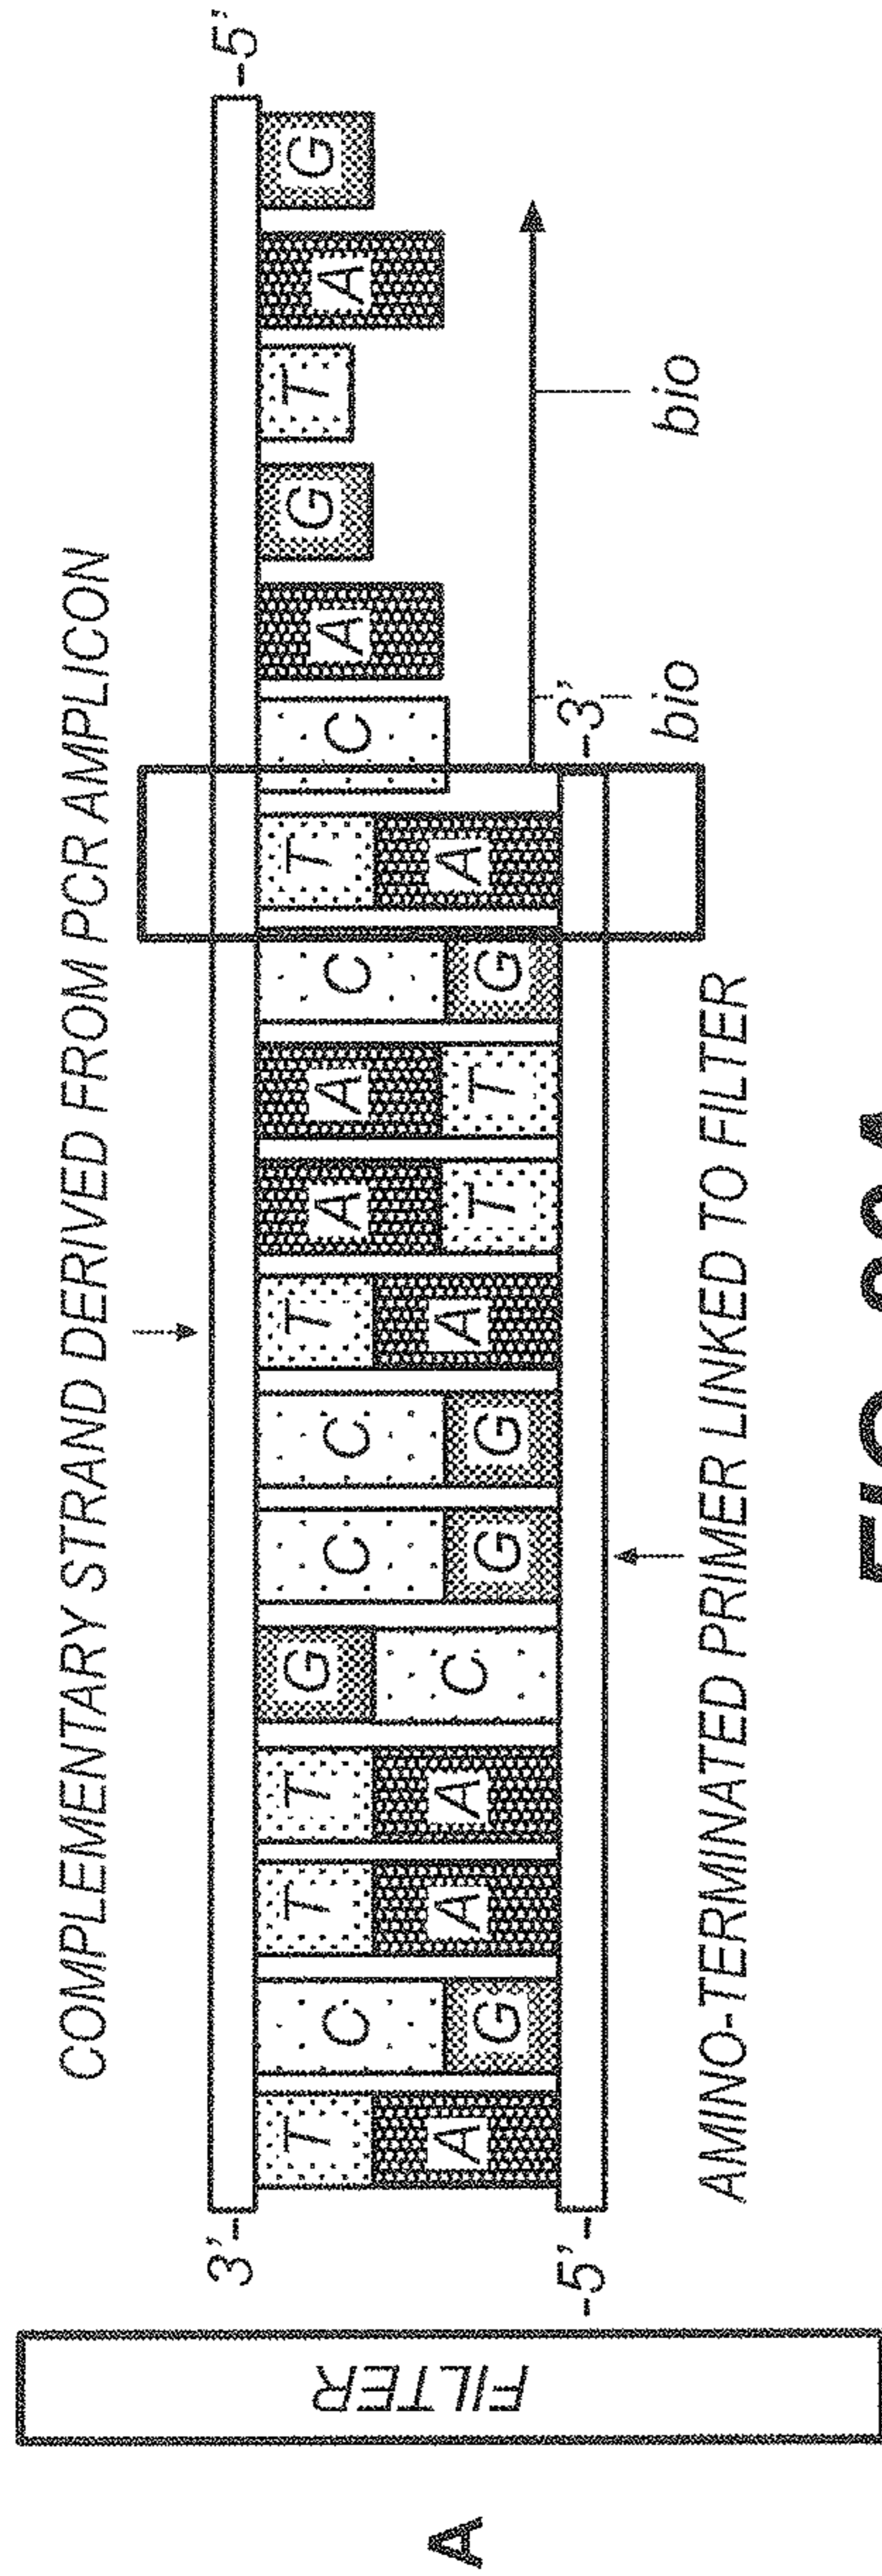 COMPLEMENTARY STRAND DERIVED FROM PCR AMPLICON
3'- -5'
T C T T G C C T A A C T C A G T A G
A G A A C G G A T T G A
-5'- -3'
bio bio
AMINO-TERMINATED PRIMER LINKED TO FILTER
FILTER
A